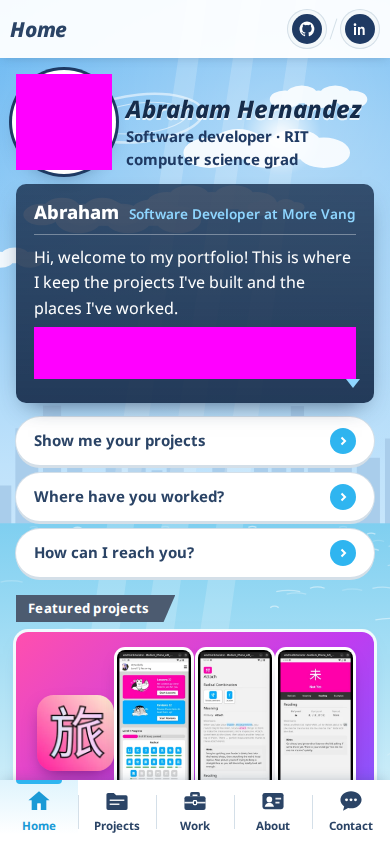 Home
in
Abraham Hernandez
Software developer · RIT
computer science grad
Abraham
Software Developer at More Vang
Hi, welcome to my portfolio! This is where
I keep the projects I've built and the
places I've worked.
Show me your projects
Where have you worked?
How can I reach you?
Featured projects
旅
未
Home
Projects
Work
About
Contact